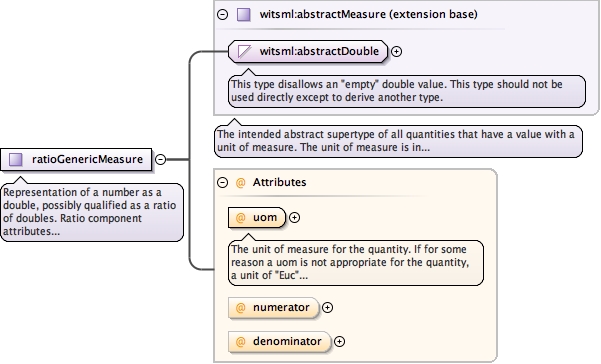 witsml:abstractMeasure (extension base)
witsml:abstractDouble
This type disallows an "empty" double value. This type should not be
used directly except to derive another type.
The intended abstract supertype of all quantities that have a value with a
unit of measure. The unit of measure is in...
ratioGenericMeasure
Representation of a number as a
double, possibly qualified as a ratio
of doubles. Ratio component
attributes...
@ Attributes
@ uom
The unit of measure for the quantity. If for some
reason a uom is not appropriate for the quantity,
a unit of "Euc"...
@ numerator
@ denominator